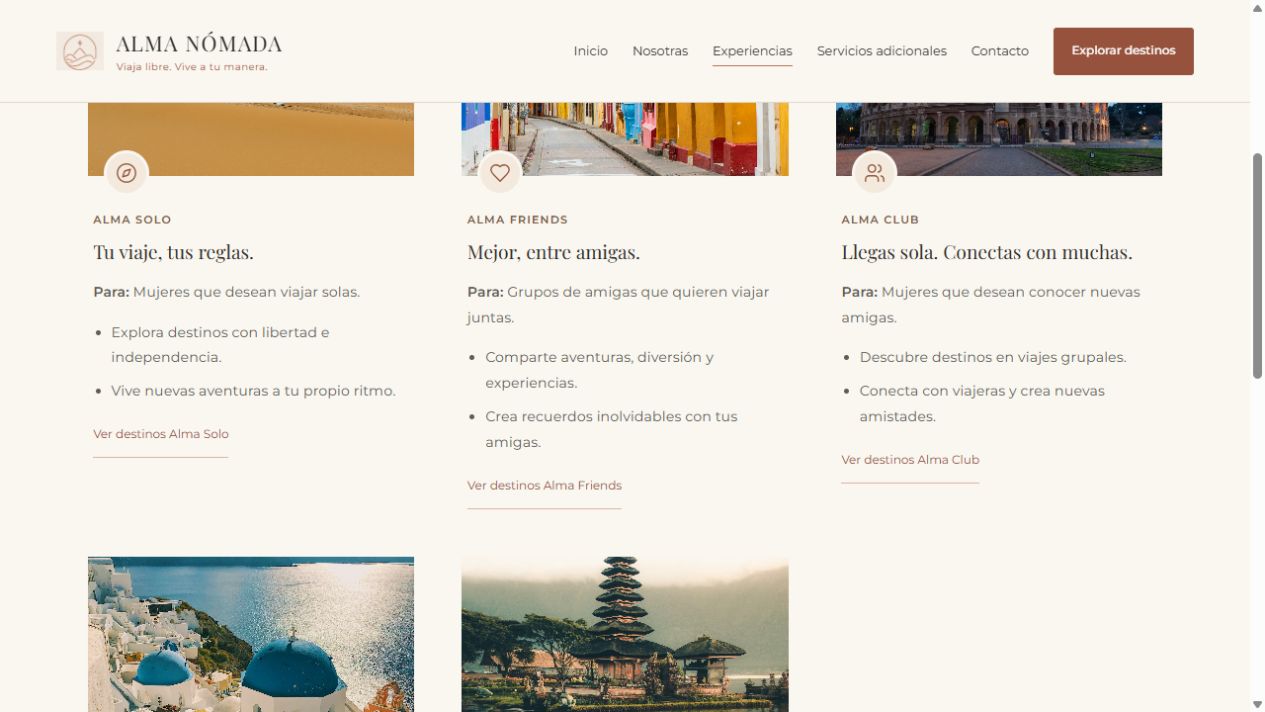 ALMA NÓMADA
Viaja libre. Vive a tu manera.
Inicio
Nosotras
Experiencias
Servicios adicionales
Contacto
Explorar destinos
ALMA SOLO
Tu viaje, tus reglas.
Para: Mujeres que desean viajar solas.
Explora destinos con libertad e
independencia.
Vive nuevas aventuras a tu propio ritmo.
Ver destinos Alma Solo
ALMA FRIENDS
Mejor, entre amigas.
Para: Grupos de amigas que quieren viajar
juntas.
Comparte aventuras, diversión y
experiencias.
Crea recuerdos inolvidables con tus
amigas.
Ver destinos Alma Friends
ALMA CLUB
Llegas sola. Conectas con muchas.
Para: Mujeres que desean conocer nuevas
amigas.
Descubre destinos en viajes grupales.
Conecta con viajeras y crea nuevas
amistades.
Ver destinos Alma Club